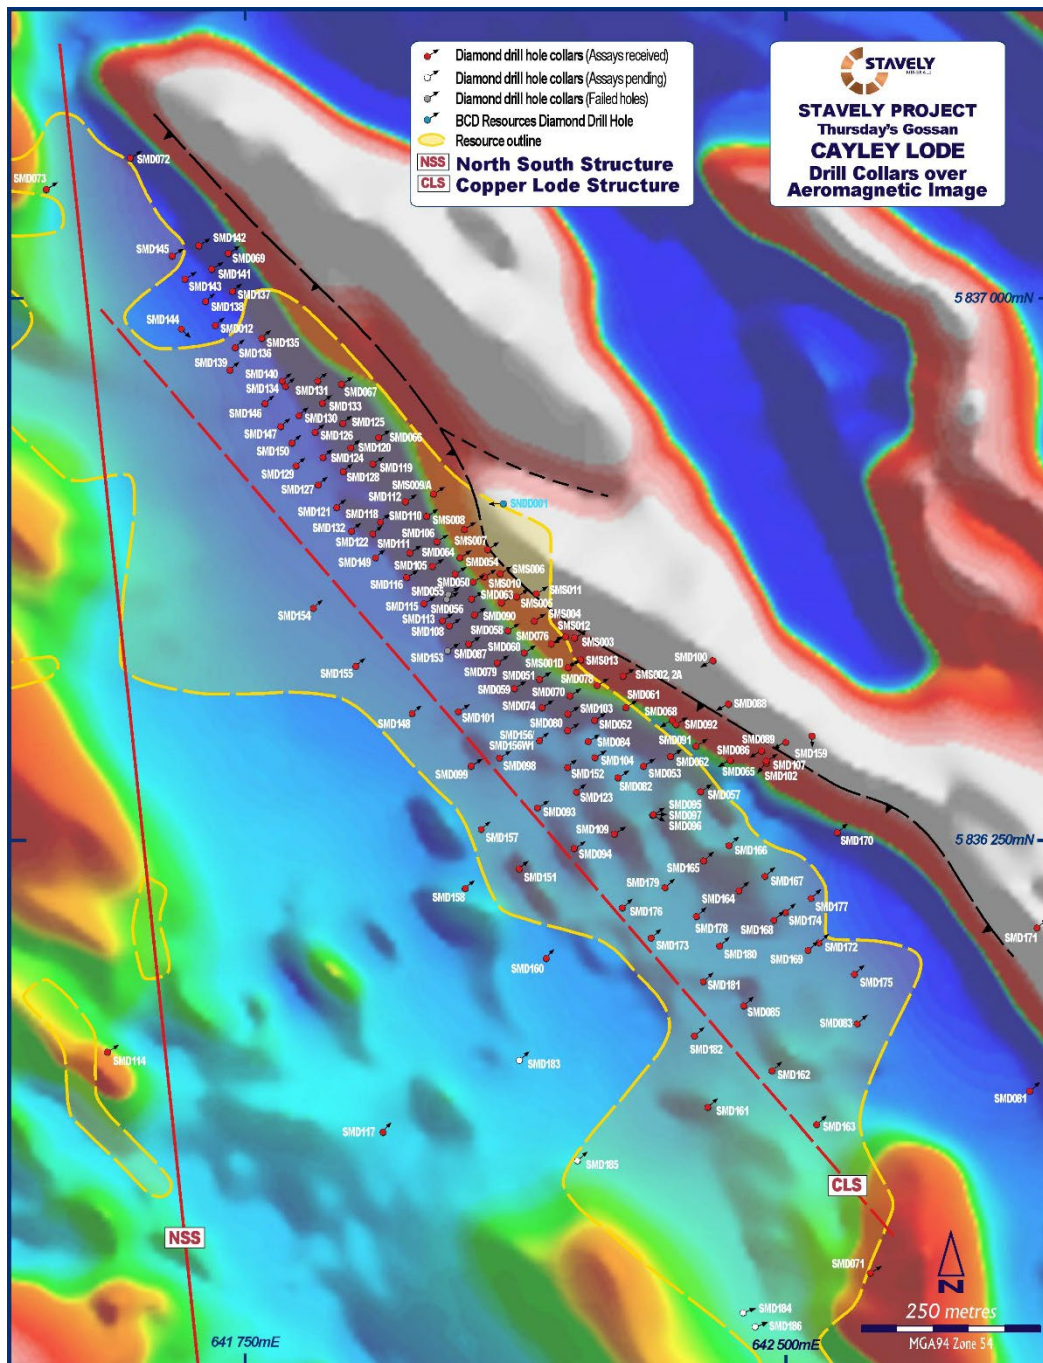 Diamond drill hole collars (Assays received)
Diamond drill hole collars (Assays pending)
Diamond drill hole collars (Failed holes)
BCD Resources Diamond Drill Hole
Resource outline
NSS North South Structure
CLS Copper Lode Structure
STAVELY
MINERALS
STAVELY PROJECT
Thursday's Gossan
CAYLEY LODE
Drill Collars over
Aeromagnetic Image
SMD072
SMD073
SMD142
SMD145
SMD069
SMD141
SMD143
SMD137
5 837 000mN
SMD138
SMD144
SMD012
SMD135
SMD136
SMD139
SMD140
SMD134
SMD131
SMD067
SMD146
SMD133
SMD130
SMD125
SMD147
SMD126
SMD066
SMD150
SMD120
SMD124
SMD119
SMD129
SMD128
SMD127
SMS009/A
SMD112
SNDD001
SMD121
SMD118
SMD110
SMS008
SMD132
SMD122
SMD106
SMS007
SMD111
SMD064
SMD149
SMD105
SMD054
SMS006
SMD116
SMD050
SMS010
SMD055
SMD063
SMS011
SMD115
SMD056
SMS005
SMD154
SMD113
SMD090
SMS004
SMD108
SMD058
SMD076
SMS012
SMS003
SMD153
SMD087
SMD060
SMS013
SMD100
SMD155
SMD079
SMS001D
SMS002, 2A
SMD051
SMD078
SMD059
SMD070
SMD061
SMD088
SMD148
SMD101
SMD074
SMD103
SMD068
SMD080
SMD052
SMD092
SMD156/
SMD156W1
SMD084
SMD091
SMD089
SMD159
SMD098
SMD104
SMD062
SMD086
SMD099
SMD152
SMD053
SMD065
SMD107
SMD082
SMD102
SMD123
SMD057
SMD093
SMD095
SMD097
SMD096
SMD157
SMD109
SMD170
5 836 250mN
SMD094
SMD166
SMD151
SMD165
SMD158
SMD179
SMD164
SMD167
SMD176
SMD177
SMD178
SMD168
SMD174
SMD171
SMD173
SMD180
SMD169
SMD172
SMD160
SMD181
SMD175
SMD085
SMD083
SMD182
SMD114
SMD183
SMD162
SMD081
SMD161
SMD117
SMD163
SMD185
CLS
NSS
SMD071
N
SMD184
SMD186
250 metres
641 750mE
642 500mE
MGA94 Zone 54